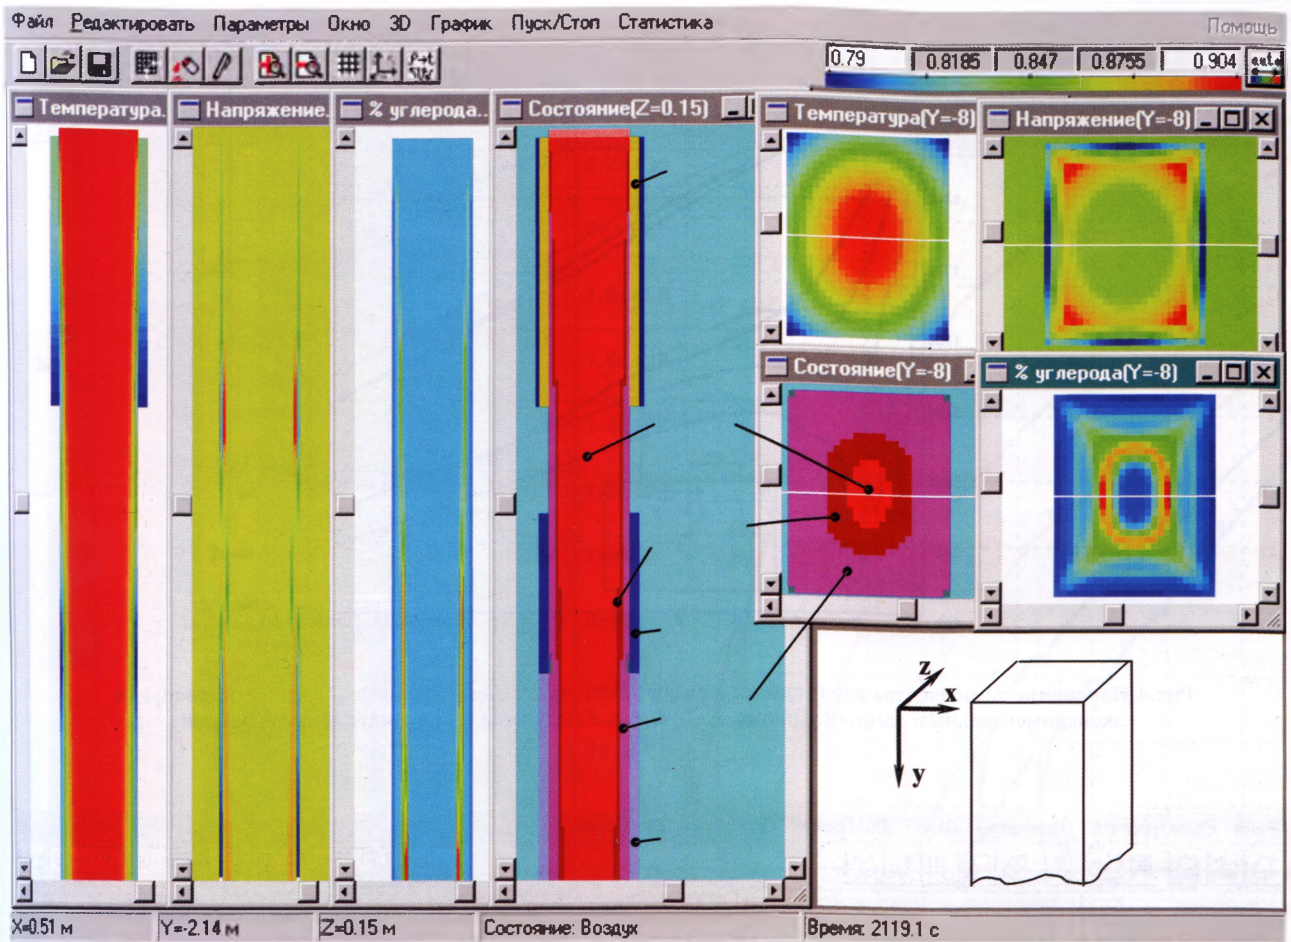 Файл Редактировать Параметры Окно 3D График Пуск/Стоп Статистика Помощь
0.79 0.8185 0.847 0.8755 0.904 auto
Температура.. Напряжение.. % углерода.. Состояние(Z=0.15)
Температура(Y=-8) Напряжение(Y=-8)
Состояние(Y=-8) % углерода(Y=-8)
z
x
y
X=0.51 м Y=-2.14 м Z=0.15 м Состояние: Воздух Время: 2119.1 с